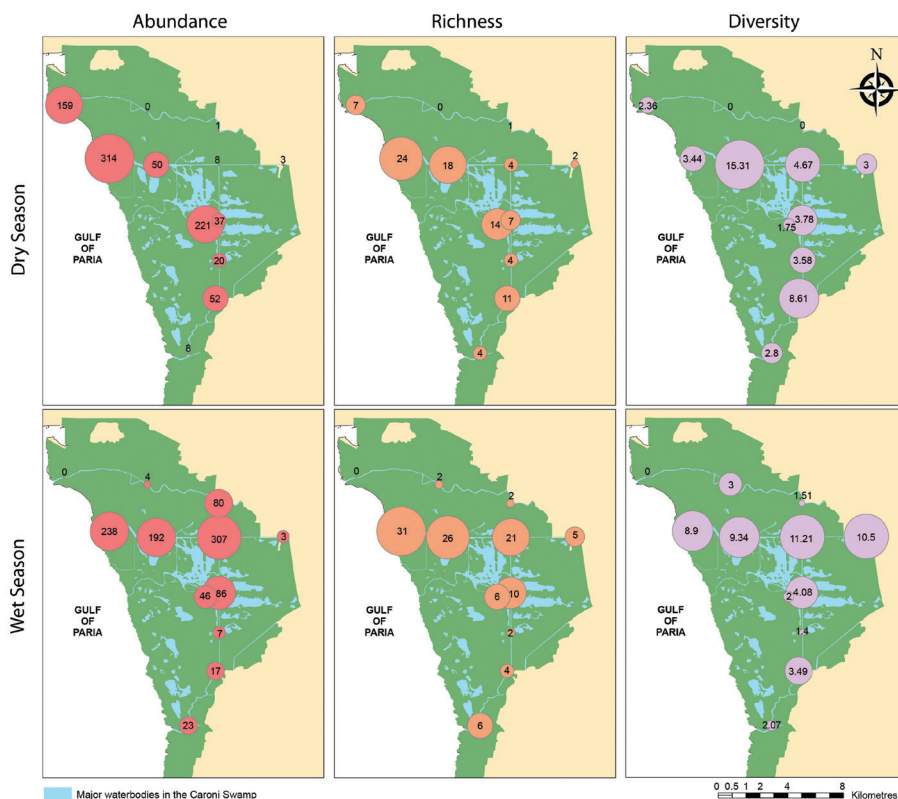 Abundance Richness Diversity
Dry Season
N
159 0 1
314 50 8 3
221 37
20
52
8
GULF
OF
PARIA
7 0 1
24 18 4 2
14 7
4
11
4
GULF
OF
PARIA
2.36 0 0
3.44 15.31 4.67 3
1.75 3.78
3.58
8.61
2.8
GULF
OF
PARIA
Wet Season
0 4 80
238 192 307 3
46 86
7
17
23
GULF
OF
PARIA
0 2 2
31 26 21 5
6 10
2
4
6
GULF
OF
PARIA
0 3 1.51
8.9 9.34 11.21 10.5
2 4.08
1.4
3.49
2.07
GULF
OF
PARIA
Major waterbodies in the Caroni Swamp
0 0.5 1 2 4 8
Kilometres